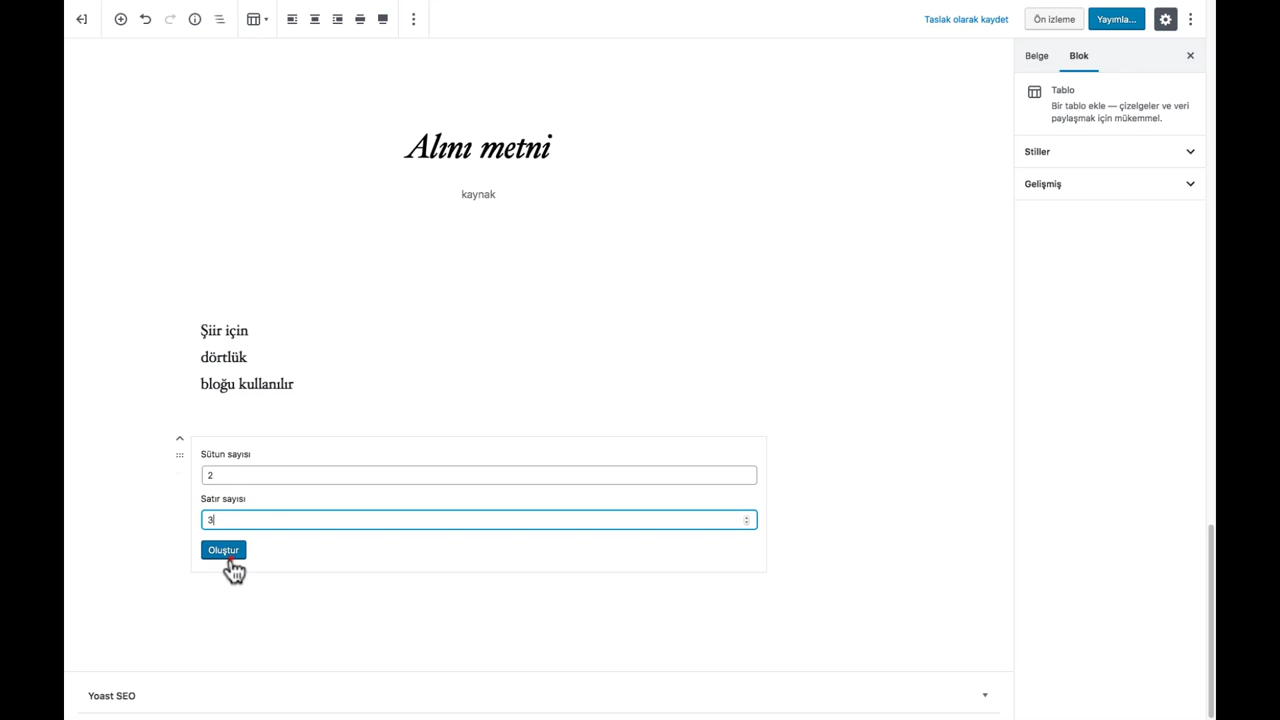 Taslak olarak kaydet
Ön izleme
Yayımla...
Belge
Blok
Tablo
Bir tablo ekle — çizelgeler ve veri
paylaşmak için mükemmel.
Stiller
Gelişmiş
Alını metni
kaynak
Şiir için
dörtlük
bloğu kullanılır
Sütun sayısı
2
Satır sayısı
3
Oluştur
Yoast SEO